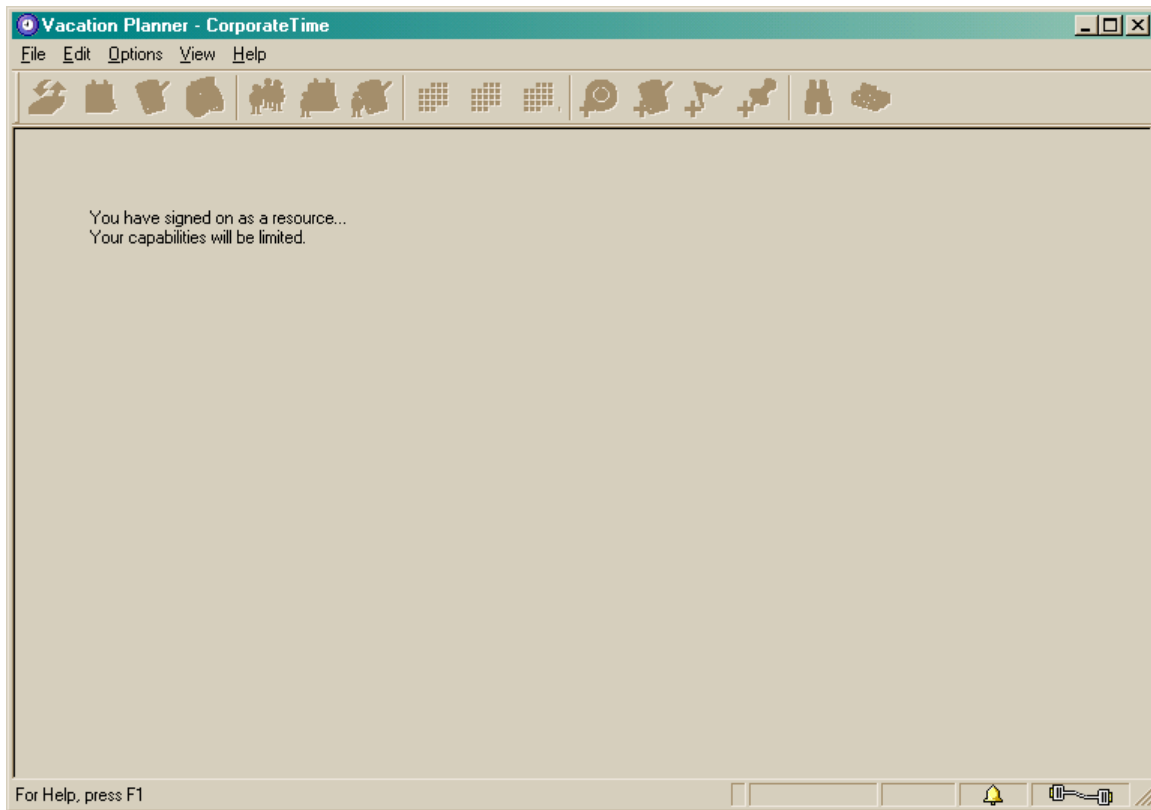 Vacation Planner - CorporateTime
File Edit Options View Help
You have signed on as a resource...
Your capabilities will be limited.
For Help, press F1